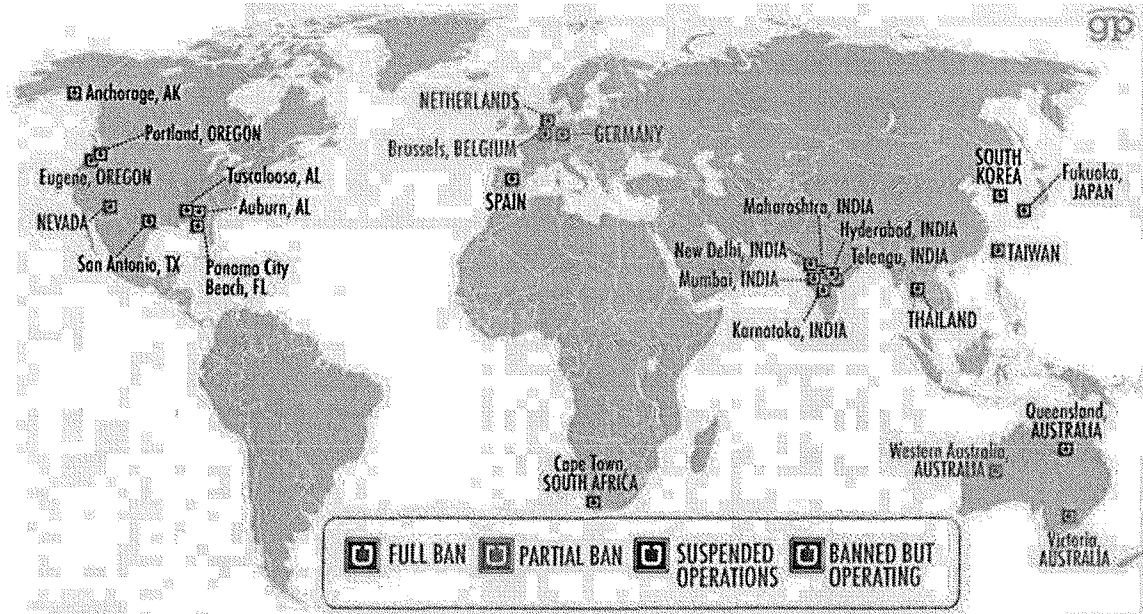 gp
Anchorage, AK
NETHERLANDS
Portland, OREGON
GERMANY
Brussels, BELGIUM
Eugene, OREGON
Tuscaloosa, AL
SOUTH
KOREA
Fukuoka,
JAPAN
SPAIN
NEVADA
Auburn, AL
Maharashtra, INDIA
Hyderabad, INDIA
New Delhi, INDIA
Telengu, INDIA
TAIWAN
San Antonio, TX
Panama City
Beach, FL
Mumbai, INDIA
THAILAND
Karnataka, INDIA
Queensland,
AUSTRALIA
Western Australia,
AUSTRALIA
Cape Town,
SOUTH AFRICA
Victoria,
AUSTRALIA
FULL BAN
PARTIAL BAN
SUSPENDED
OPERATIONS
BANNED BUT
OPERATING